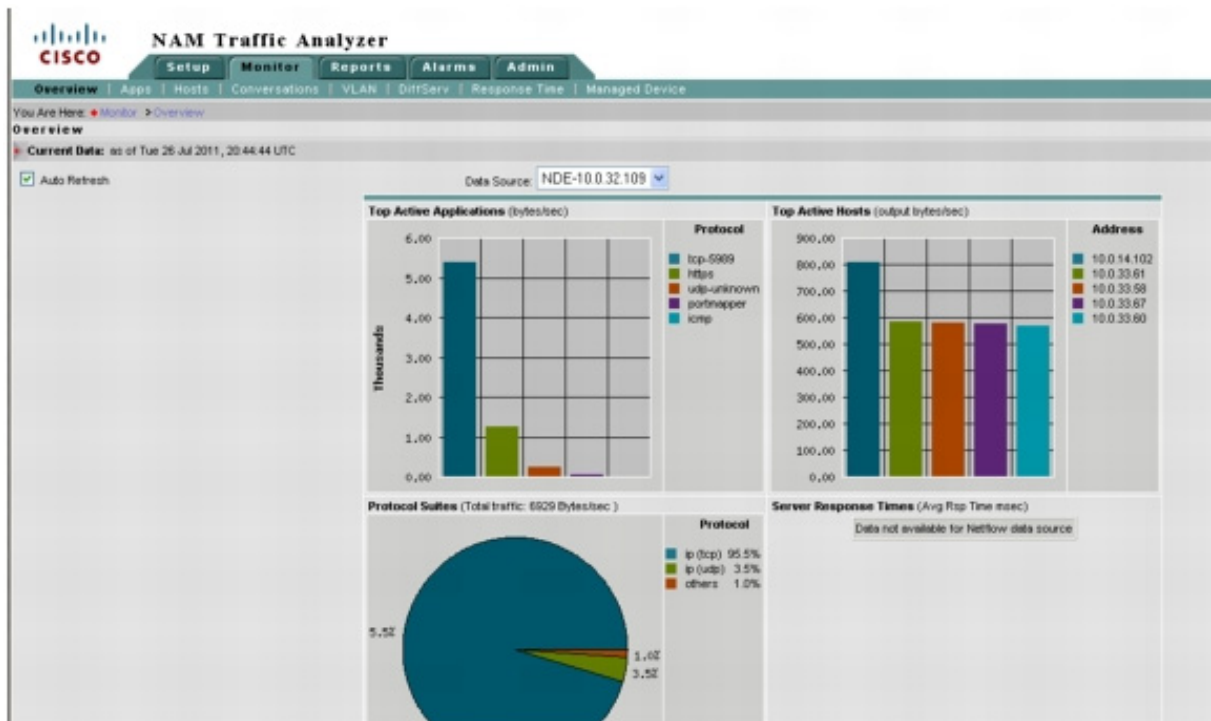 CISCO
NAM Traffic Analyzer
Setup Monitor Reports Alarms Admin
Overview | Apps | Hosts | Conversations | VLAN | DiffServ | Response Time | Managed Device
You Are Here: Monitor > Overview
Overview
Current Data: as of Tue 26 Jul 2011, 20:44:44 UTC
Auto Refresh
Data Source: NDE-10.0.32.109
Top Active Applications (bytes/sec)
Thousands
6.00
5.00
4.00
3.00
2.00
1.00
0.00
Protocol
tcp-5989
https
udp-unknown
portmapper
icmp
Top Active Hosts (output bytes/sec)
900.00
800.00
700.00
600.00
500.00
400.00
300.00
200.00
100.00
0.00
Address
10.0.14.102
10.0.33.61
10.0.33.58
10.0.33.67
10.0.33.60
Protocol Suites (Total traffic: 6929 Bytes/sec )
5.5%
1.0%
3.5%
Protocol
ip (tcp) 95.5%
ip (udp) 3.5%
others 1.0%
Server Response Times (Avg Rsp Time msec)
Data not available for Netflow data source